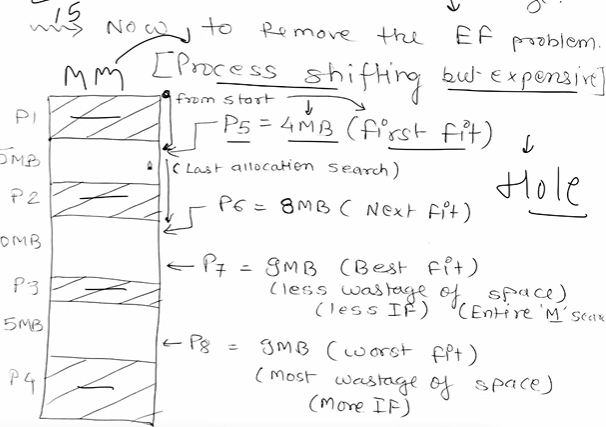 15
Now, to Remove the EF problem.
MM [Process shifting but expensive]
P1
from start
P5 = 4MB (first fit)
5MB
(Last allocation search)
Hole
P2
P6 = 8MB (Next fit)
0MB
P7 = 9MB (Best fit)
P3
(less wastage of space)
(less IF) (Entire 'M' scan
5MB
P8 = 9MB (worst fit)
P4
(Most wastage of space)
(More IF)